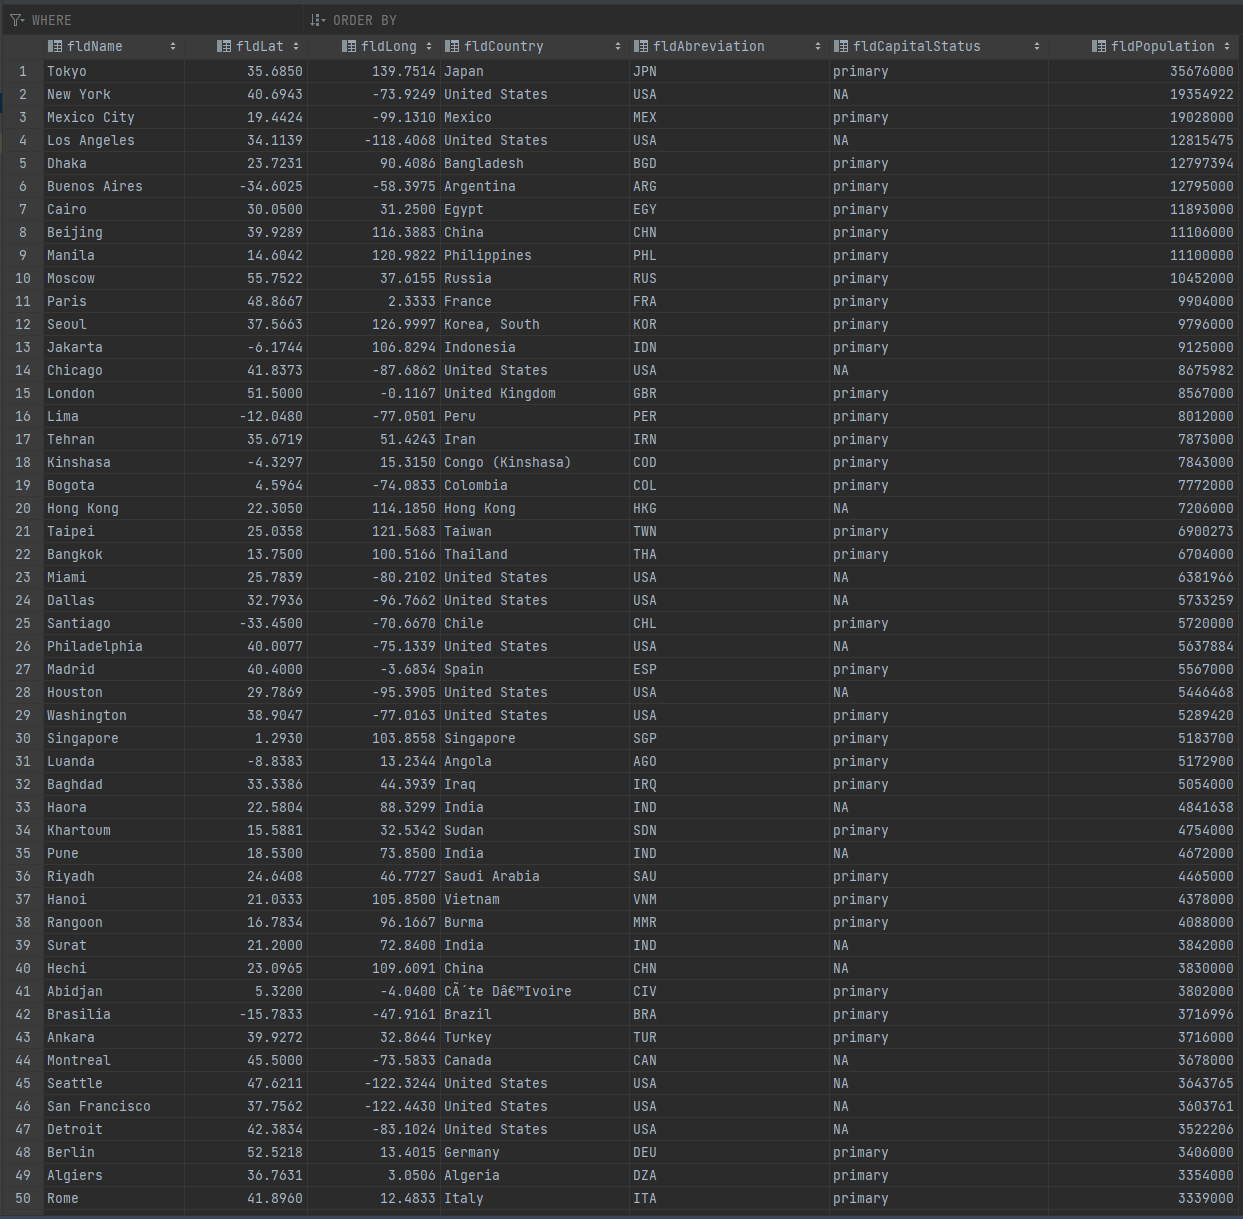 WHERE ORDER BY
fldName fldLat fldLong fldCountry fldAbreviation fldCapitalStatus fldPopulation
1 Tokyo 35.6850 139.7514 Japan JPN primary 35676000
2 New York 40.6943 -73.9249 United States USA NA 19354922
3 Mexico City 19.4424 -99.1310 Mexico MEX primary 19028000
4 Los Angeles 34.1139 -118.4068 United States USA NA 12815475
5 Dhaka 23.7231 90.4086 Bangladesh BGD primary 12797394
6 Buenos Aires -34.6025 -58.3975 Argentina ARG primary 12795000
7 Cairo 30.0500 31.2500 Egypt EGY primary 11893000
8 Beijing 39.9289 116.3883 China CHN primary 11106000
9 Manila 14.6042 120.9822 Philippines PHL primary 11100000
10 Moscow 55.7522 37.6155 Russia RUS primary 10452000
11 Paris 48.8667 2.3333 France FRA primary 9904000
12 Seoul 37.5663 126.9997 Korea, South KOR primary 9796000
13 Jakarta -6.1744 106.8294 Indonesia IDN primary 9125000
14 Chicago 41.8373 -87.6862 United States USA NA 8675982
15 London 51.5000 -0.1167 United Kingdom GBR primary 8567000
16 Lima -12.0480 -77.0501 Peru PER primary 8012000
17 Tehran 35.6719 51.4243 Iran IRN primary 7873000
18 Kinshasa -4.3297 15.3150 Congo (Kinshasa) COD primary 7843000
19 Bogota 4.5964 -74.0833 Colombia COL primary 7772000
20 Hong Kong 22.3050 114.1850 Hong Kong HKG NA 7206000
21 Taipei 25.0358 121.5683 Taiwan TWN primary 6900273
22 Bangkok 13.7500 100.5166 Thailand THA primary 6704000
23 Miami 25.7839 -80.2102 United States USA NA 6381966
24 Dallas 32.7936 -96.7662 United States USA NA 5733259
25 Santiago -33.4500 -70.6670 Chile CHL primary 5720000
26 Philadelphia 40.0077 -75.1339 United States USA NA 5637884
27 Madrid 40.4000 -3.6834 Spain ESP primary 5567000
28 Houston 29.7869 -95.3905 United States USA NA 5446468
29 Washington 38.9047 -77.0163 United States USA primary 5289420
30 Singapore 1.2930 103.8558 Singapore SGP primary 5183700
31 Luanda -8.8383 13.2344 Angola AGO primary 5172900
32 Baghdad 33.3386 44.3939 Iraq IRQ primary 5054000
33 Haora 22.5804 88.3299 India IND NA 4841638
34 Khartoum 15.5881 32.5342 Sudan SDN primary 4754000
35 Pune 18.5300 73.8500 India IND NA 4672000
36 Riyadh 24.6408 46.7727 Saudi Arabia SAU primary 4465000
37 Hanoi 21.0333 105.8500 Vietnam VNM primary 4378000
38 Rangoon 16.7834 96.1667 Burma MMR primary 4088000
39 Surat 21.2000 72.8400 India IND NA 3842000
40 Hechi 23.0965 109.6091 China CHN NA 3830000
41 Abidjan 5.3200 -4.0400 CÃ´te Dâ€™Ivoire CIV primary 3802000
42 Brasilia -15.7833 -47.9161 Brazil BRA primary 3716996
43 Ankara 39.9272 32.8644 Turkey TUR primary 3716000
44 Montreal 45.5000 -73.5833 Canada CAN NA 3678000
45 Seattle 47.6211 -122.3244 United States USA NA 3643765
46 San Francisco 37.7562 -122.4430 United States USA NA 3603761
47 Detroit 42.3834 -83.1024 United States USA NA 3522206
48 Berlin 52.5218 13.4015 Germany DEU primary 3406000
49 Algiers 36.7631 3.0506 Algeria DZA primary 3354000
50 Rome 41.8960 12.4833 Italy ITA primary 3339000